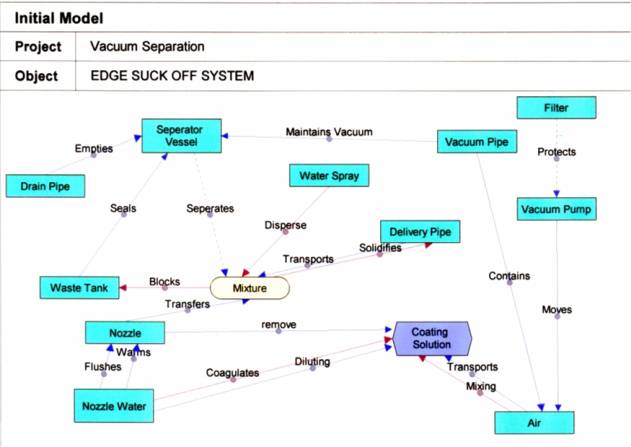 Initial Model
Project Vacuum Separation
Object EDGE SUCK OFF SYSTEM
Filter
Seperator
Vessel
Maintains Vacuum
Vacuum Pipe
Empties
Protects
Drain Pipe
Water Spray
Seals
Seperates
Vacuum Pump
Disperse
Delivery Pipe
Solidifies
Transports
Contains
Waste Tank
Blocks
Mixture
Transfers
Moves
Nozzle
remove
Coating
Solution
Warms
Flushes
Diluting
Transports
Coagulates
Mixing
Nozzle Water
Air